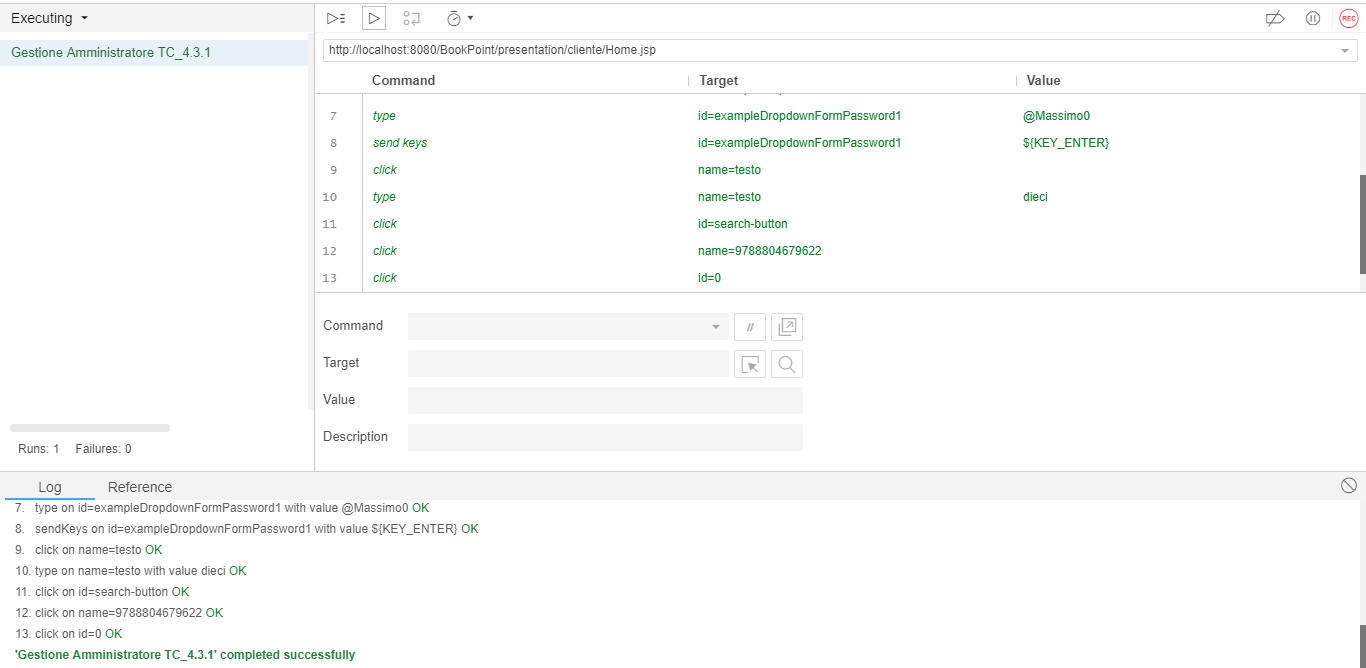 Executing
REC
Gestione Amministratore TC_4.3.1
http://localhost:8080/BookPoint/presentation/cliente/Home.jsp
Command Target Value
7 type id=exampleDropdownFormPassword1 @Massimo0
8 send keys id=exampleDropdownFormPassword1 ${KEY_ENTER}
9 click name=testo
10 type name=testo dieci
11 click id=search-button
12 click name=9788804679622
13 click id=0
Command //
Target
Value
Description
Runs: 1 Failures: 0
Log Reference
7. type on id=exampleDropdownFormPassword1 with value @Massimo0 OK
8. sendKeys on id=exampleDropdownFormPassword1 with value ${KEY_ENTER} OK
9. click on name=testo OK
10. type on name=testo with value dieci OK
11. click on id=search-button OK
12. click on name=9788804679622 OK
13. click on id=0 OK
'Gestione Amministratore TC_4.3.1' completed successfully